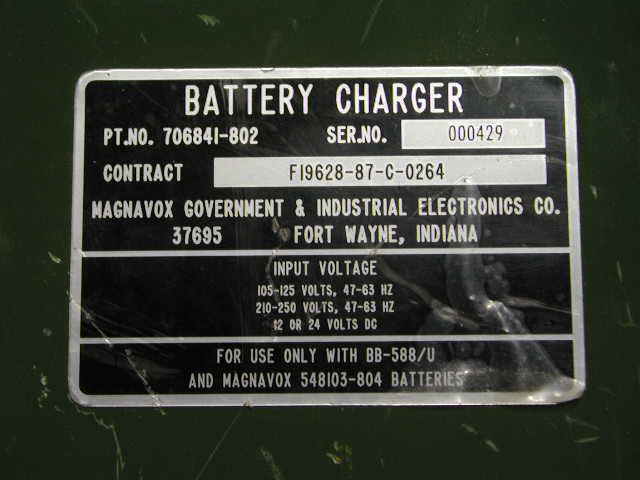 BATTERY CHARGER
PT.NO. 706841-802 SER.NO. 000429
CONTRACT F19628-87-C-0264
MAGNAVOX GOVERNMENT & INDUSTRIAL ELECTRONICS CO.
37695 FORT WAYNE, INDIANA
INPUT VOLTAGE
105-125 VOLTS, 47-63 HZ
210-250 VOLTS, 47-63 HZ
12 OR 24 VOLTS DC
FOR USE ONLY WITH BB-588/U
AND MAGNAVOX 548103-804 BATTERIES